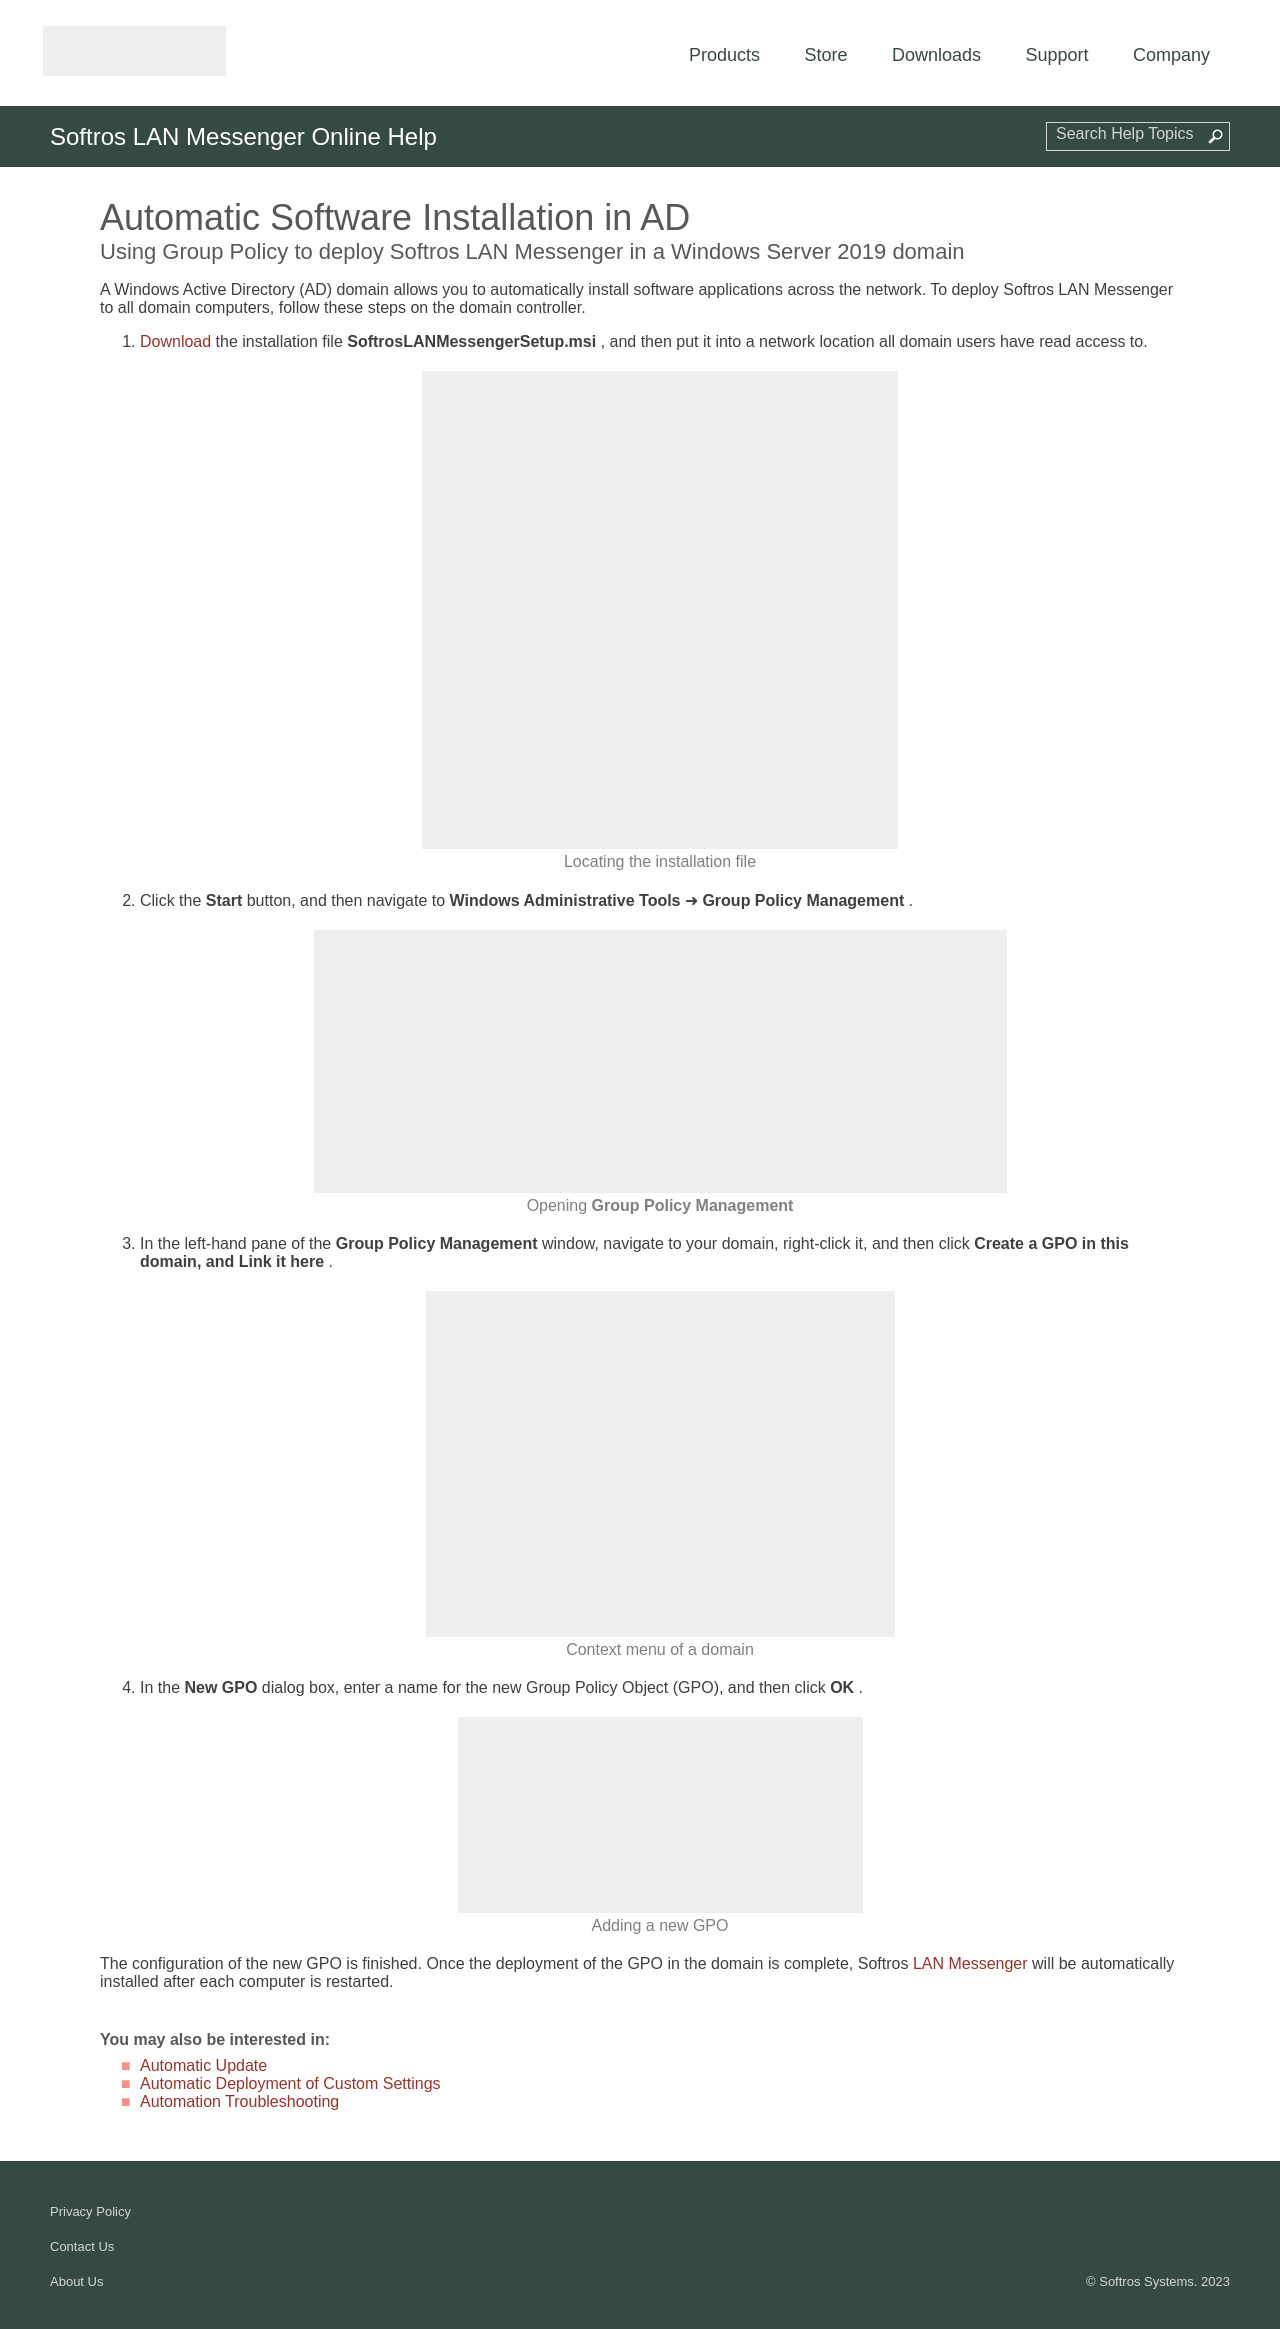 Products Store Downloads Support Company
Softros LAN Messenger Online Help
Search Help Topics
Automatic Software Installation in AD
Using Group Policy to deploy Softros LAN Messenger in a Windows Server 2019 domain
A Windows Active Directory (AD) domain allows you to automatically install software applications across the network. To deploy Softros LAN Messenger
to all domain computers, follow these steps on the domain controller.
1. Download the installation file SoftrosLANMessengerSetup.msi , and then put it into a network location all domain users have read access to.
Locating the installation file
2. Click the Start button, and then navigate to Windows Administrative Tools ➜ Group Policy Management .
Opening Group Policy Management
3. In the left-hand pane of the Group Policy Management window, navigate to your domain, right-click it, and then click Create a GPO in this
domain, and Link it here .
Context menu of a domain
4. In the New GPO dialog box, enter a name for the new Group Policy Object (GPO), and then click OK .
Adding a new GPO
The configuration of the new GPO is finished. Once the deployment of the GPO in the domain is complete, Softros LAN Messenger will be automatically
installed after each computer is restarted.
You may also be interested in:
■ Automatic Update
■ Automatic Deployment of Custom Settings
■ Automation Troubleshooting
Privacy Policy
Contact Us
About Us
© Softros Systems. 2023